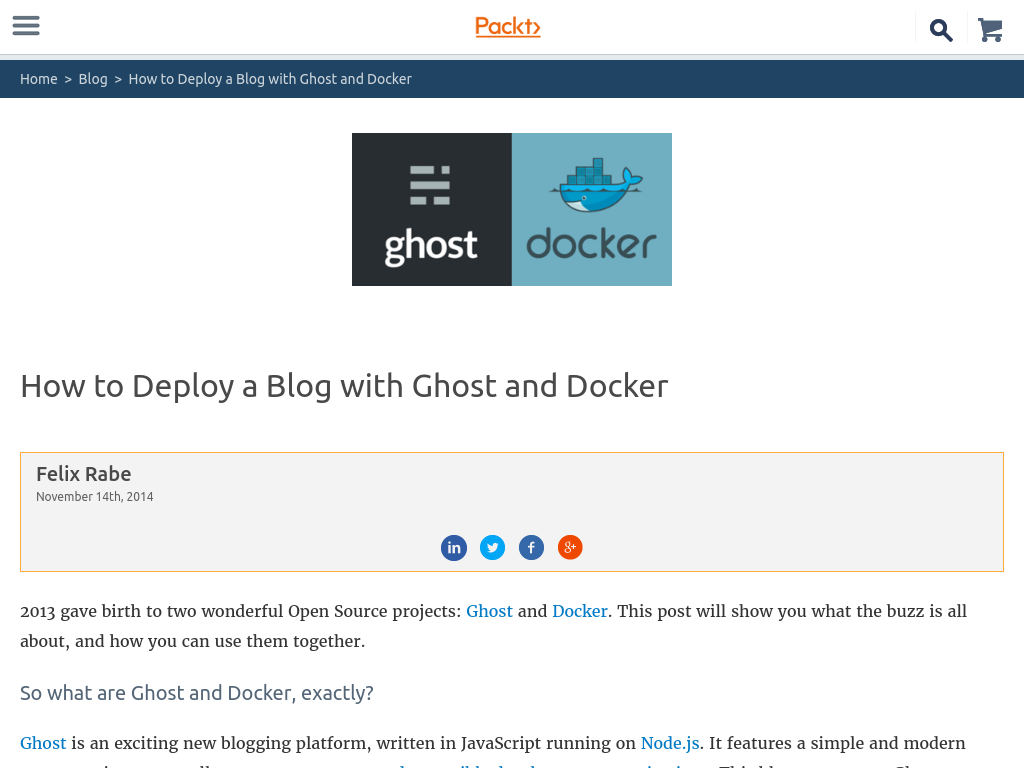 Packt
Home > Blog > How to Deploy a Blog with Ghost and Docker
ghost docker
How to Deploy a Blog with Ghost and Docker
Felix Rabe
November 14th, 2014
in f g+
2013 gave birth to two wonderful Open Source projects: Ghost and Docker. This post will show you what the buzz is all
about, and how you can use them together.
So what are Ghost and Docker, exactly?
Ghost is an exciting new blogging platform, written in JavaScript running on Node.js. It features a simple and modern